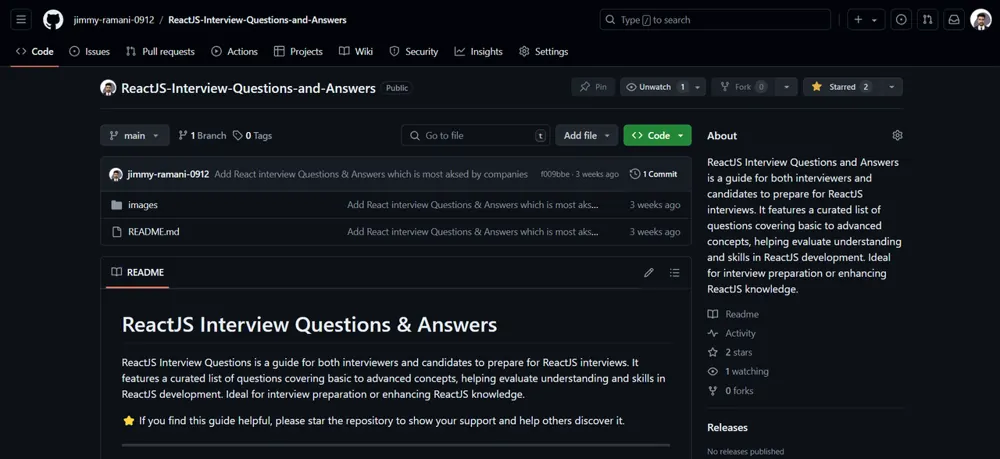 jimmy-ramani-0912 / ReactJS-Interview-Questions-and-Answers
Type / to search
Code Issues Pull requests Actions Projects Wiki Security Insights Settings
ReactJS-Interview-Questions-and-Answers Public
Pin Unwatch 1 Fork 0 Starred 2
main 1 Branch 0 Tags Go to file t Add file Code
jimmy-ramani-0912 Add React interview Questions & Answers which is most aksed by companies f009bbe · 3 weeks ago 1 Commit
images Add React interview Questions & Answers which is most aks... 3 weeks ago
README.md Add React interview Questions & Answers which is most aks... 3 weeks ago
README
ReactJS Interview Questions & Answers
ReactJS Interview Questions is a guide for both interviewers and candidates to prepare for ReactJS interviews. It
features a curated list of questions covering basic to advanced concepts, helping evaluate understanding and skills in
ReactJS development. Ideal for interview preparation or enhancing ReactJS knowledge.
⭐ If you find this guide helpful, please star the repository to show your support and help others discover it.
About
ReactJS Interview Questions and Answers
is a guide for both interviewers and
candidates to prepare for ReactJS
interviews. It features a curated list of
questions covering basic to advanced
concepts, helping evaluate understanding
and skills in ReactJS development. Ideal
for interview preparation or enhancing
ReactJS knowledge.
Readme
Activity
2 stars
1 watching
0 forks
Releases
No releases published